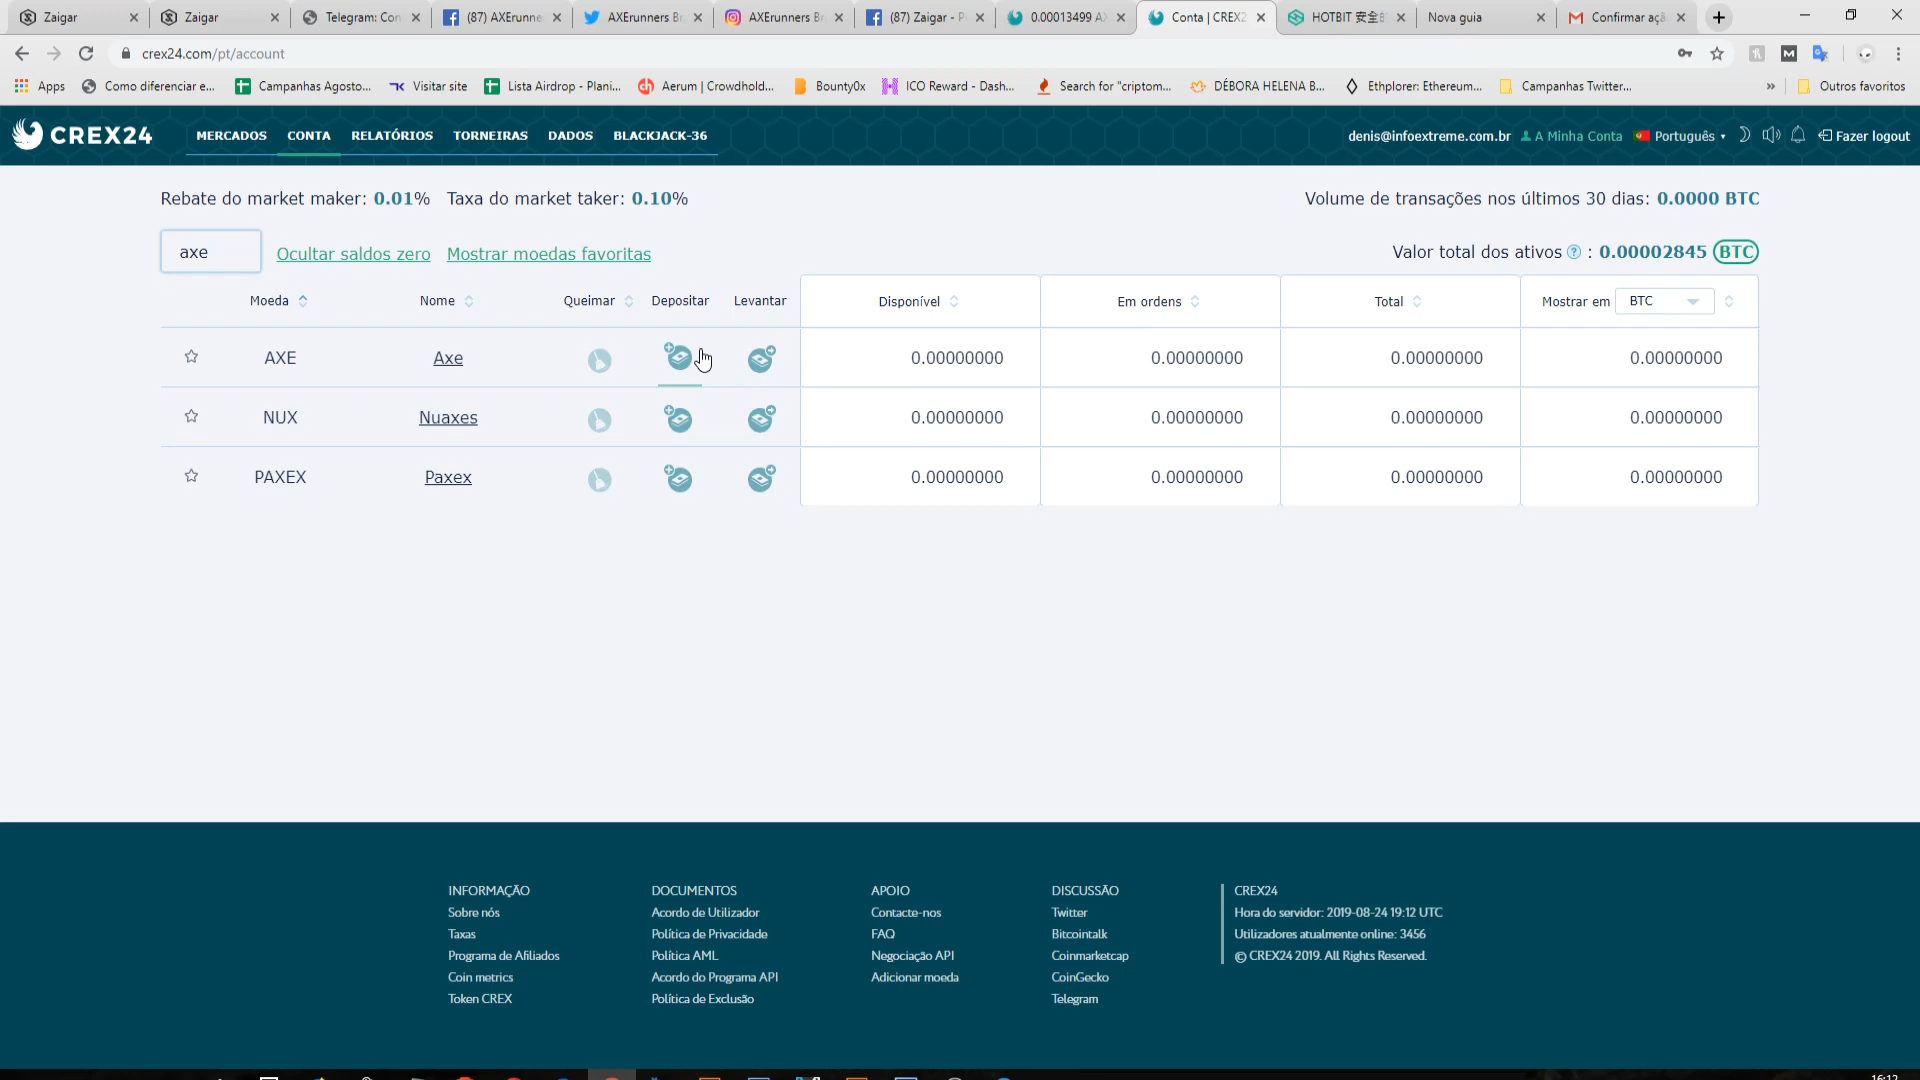 Zaigar
Zaigar
Telegram: Con
(87) AXErunne
AXErunners Br
AXErunners Br
(87) Zaigar - P
0.00013499 A
Conta | CREX2
HOTBIT 安全
Nova guia
Confirmar açã
crex24.com/pt/account
Apps
Como diferenciar e...
Campanhas Agosto...
Visitar site
Lista Airdrop - Plani...
Aerum | Crowdhold...
Bounty0x
ICO Reward - Dash...
Search for "criptom...
DÉBORA HELENA B...
Ethplorer: Ethereum...
Campanhas Twitter...
»
Outros favoritos
CREX24
MERCADOS CONTA RELATÓRIOS TORNEIRAS DADOS BLACKJACK-36
denis@infoextreme.com.br A Minha Conta Português Fazer logout
Rebate do market maker: 0.01% Taxa do market taker: 0.10%
Volume de transações nos últimos 30 dias: 0.0000 BTC
axe Ocultar saldos zero Mostrar moedas favoritas
Valor total dos ativos ? : 0.00002845 BTC
Moeda Nome Queimar Depositar Levantar Disponível Em ordens Total Mostrar em BTC
AXE Axe 0.00000000 0.00000000 0.00000000 0.00000000
NUX Nuaxes 0.00000000 0.00000000 0.00000000 0.00000000
PAXEX Paxex 0.00000000 0.00000000 0.00000000 0.00000000
INFORMAÇÃO
Sobre nós
Taxas
Programa de Afiliados
Coin metrics
Token CREX
DOCUMENTOS
Acordo de Utilizador
Política de Privacidade
Política AML
Acordo do Programa API
Política de Exclusão
APOIO
Contacte-nos
FAQ
Negociação API
Adicionar moeda
DISCUSSÃO
Twitter
Bitcointalk
Coinmarketcap
CoinGecko
Telegram
CREX24
Hora do servidor: 2019-08-24 19:12 UTC
Utilizadores atualmente online: 3456
© CREX24 2019. All Rights Reserved.
16:12